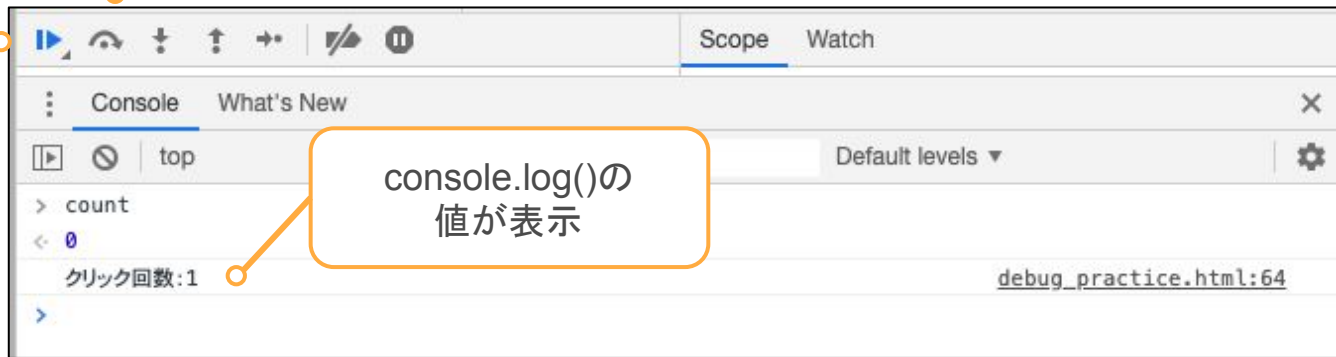 Scope Watch
Console What's New
top Default levels ▼
console.log()の
値が表示
> count
<· 0
クリック回数:1 debug_practice.html:64
>